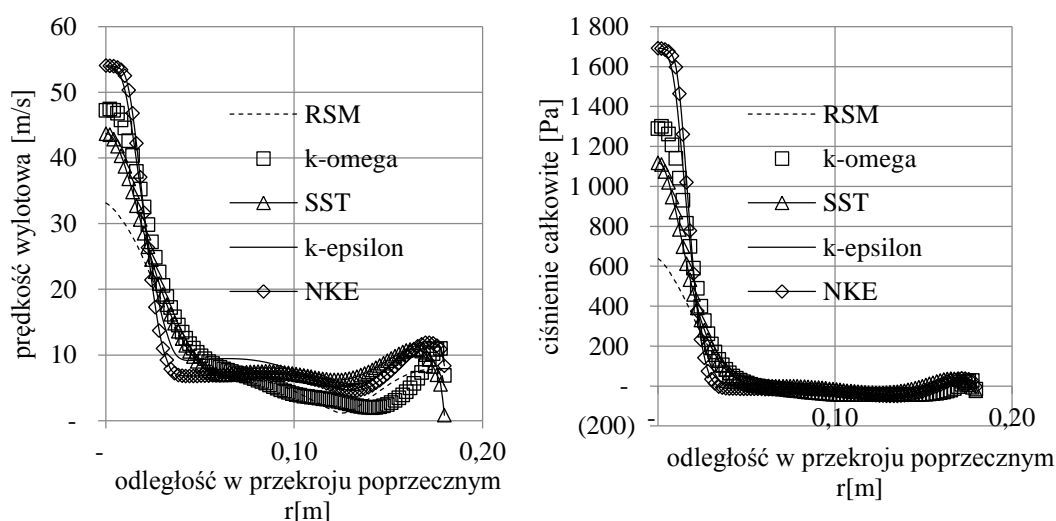 60
50
40
30
20
10
-
-
0,10
0,20
prędkość wylotowa [m/s]
RSM
k-omega
SST
k-epsilon
NKE
odległość w przekroju poprzecznym
r[m]
1 800
1 600
1 400
1 200
1 000
800
600
400
200
-
(200)
-
0,10
0,20
ciśnienie całkowite [Pa]
RSM
k-omega
SST
k-epsilon
NKE
odległość w przekroju poprzecznym
r[m]